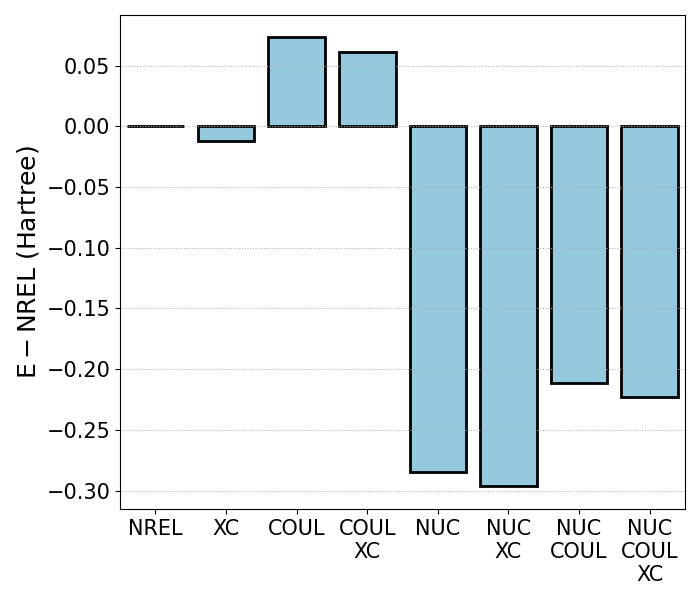 E − NREL (Hartree)
0.05
0.00
−0.05
−0.10
−0.15
−0.20
−0.25
−0.30
NREL
XC
COUL
COUL
XC
NUC
NUC
XC
NUC
COUL
NUC
COUL
XC